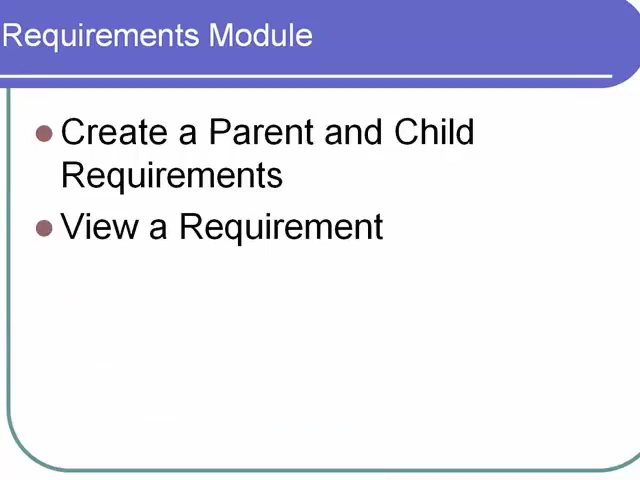 Requirements Module
Create a Parent and Child
Requirements
View a Requirement